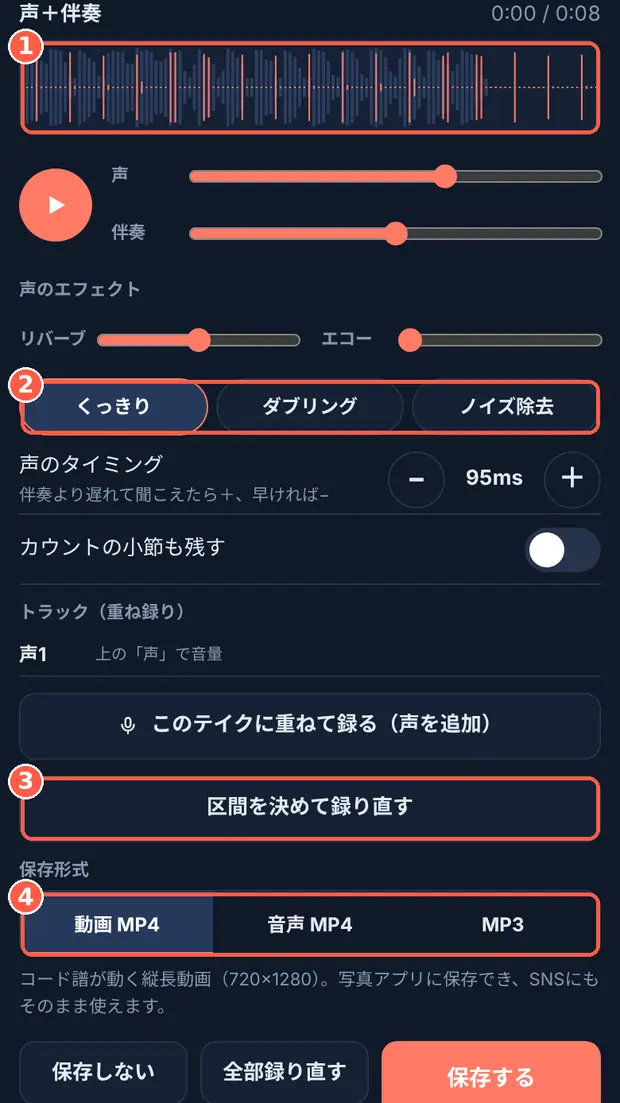 声＋伴奏
0:00 / 0:08
1
声
伴奏
声のエフェクト
リバーブ
エコー
2
くっきり
ダブリング
ノイズ除去
声のタイミング
伴奏より遅れて聞こえたら＋、早ければ−
−
95ms
＋
カウントの小節も残す
トラック（重ね録り）
声1
上の「声」で音量
このテイクに重ねて録る（声を追加）
3
区間を決めて録り直す
保存形式
4
動画 MP4
音声 MP4
MP3
コード譜が動く縦長動画（720×1280）。写真アプリに保存でき、SNSにも
そのまま使えます。
保存しない
全部録り直す
保存する